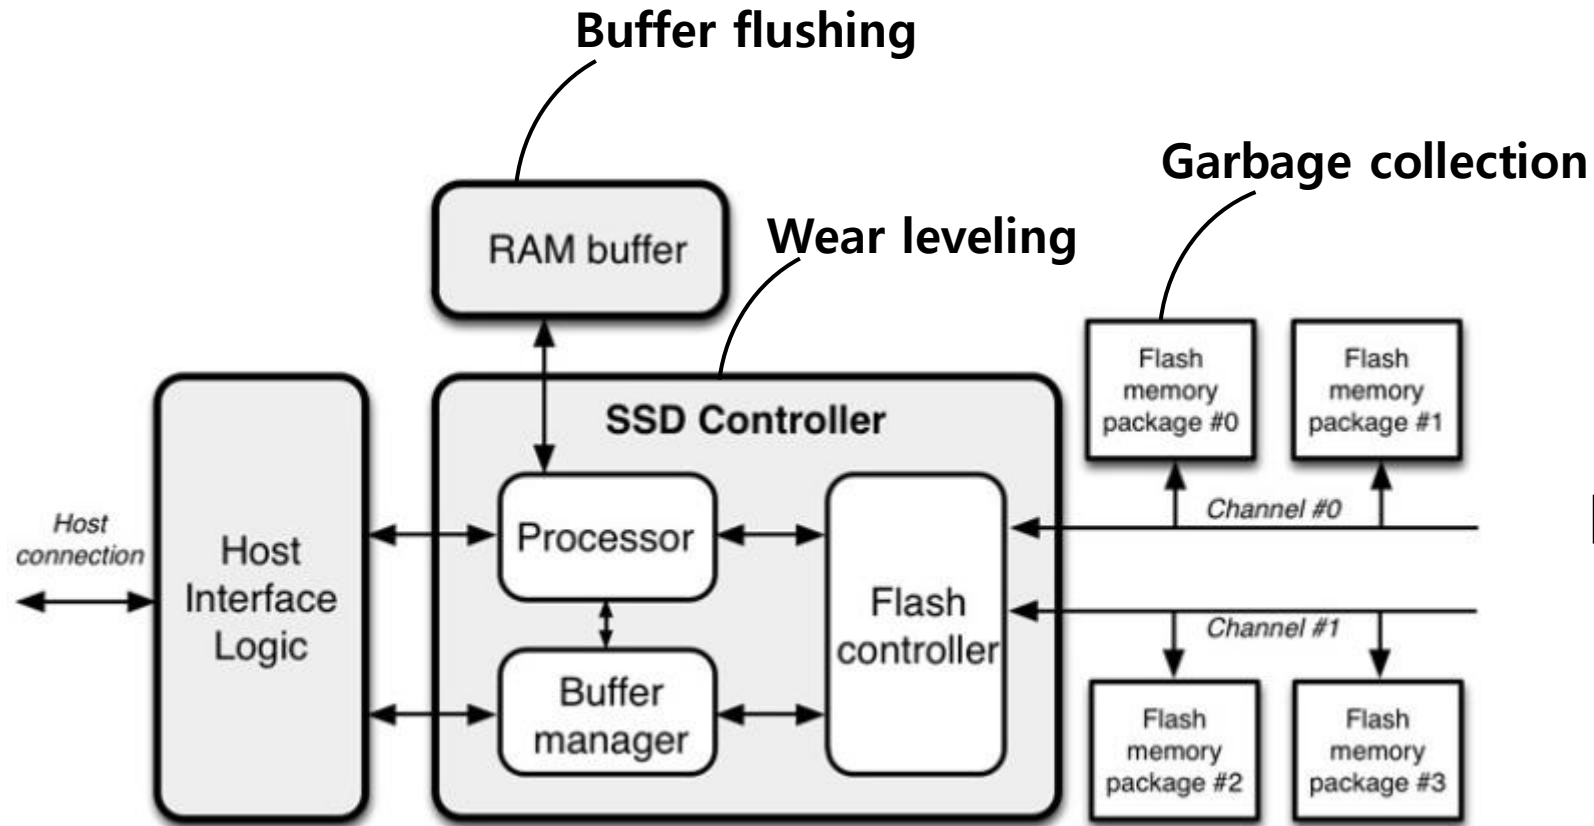 Buffer flushing
Garbage collection
RAM buffer
Wear leveling
SSD Controller
Flash
memory
package #0
Flash
memory
package #1
Host
connection
Host
Interface
Logic
Processor
Buffer
manager
Flash
controller
Channel #0
Channel #1
Flash
memory
package #2
Flash
memory
package #3